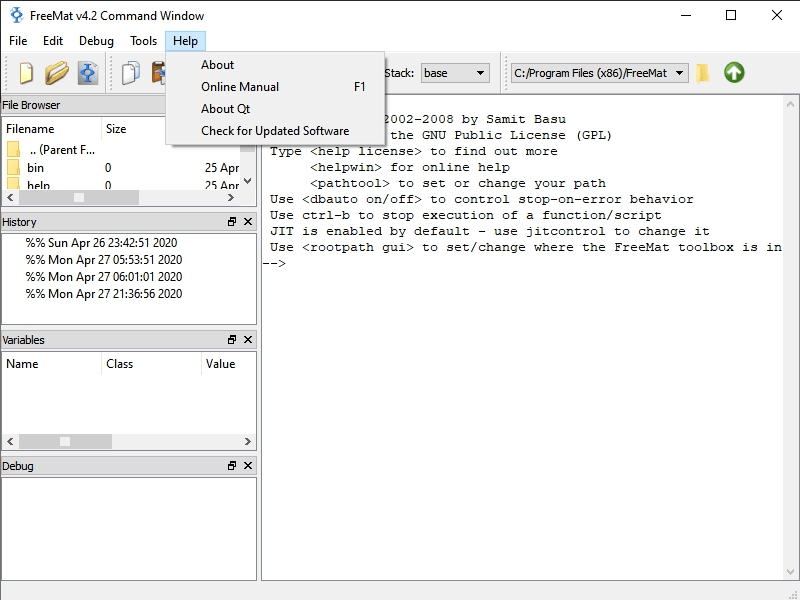 FreeMat v4.2 Command Window
File Edit Debug Tools Help
About
Online Manual F1
About Qt
Check for Updated Software
Stack: base C:/Program Files (x86)/FreeMat
File Browser
Filename Size
.. (Parent F...
bin 0 25 Apr
help 0 25 Apr
History
%% Sun Apr 26 23:42:51 2020
%% Mon Apr 27 05:53:51 2020
%% Mon Apr 27 06:01:01 2020
%% Mon Apr 27 21:36:56 2020
Variables
Name Class Value
Debug
2002-2008 by Samit Basu
the GNU Public License (GPL)
Type <help license> to find out more
<helpwin> for online help
<pathtool> to set or change your path
Use <dbauto on/off> to control stop-on-error behavior
Use ctrl-b to stop execution of a function/script
JIT is enabled by default - use jitcontrol to change it
Use <rootpath gui> to set/change where the FreeMat toolbox is in
-->